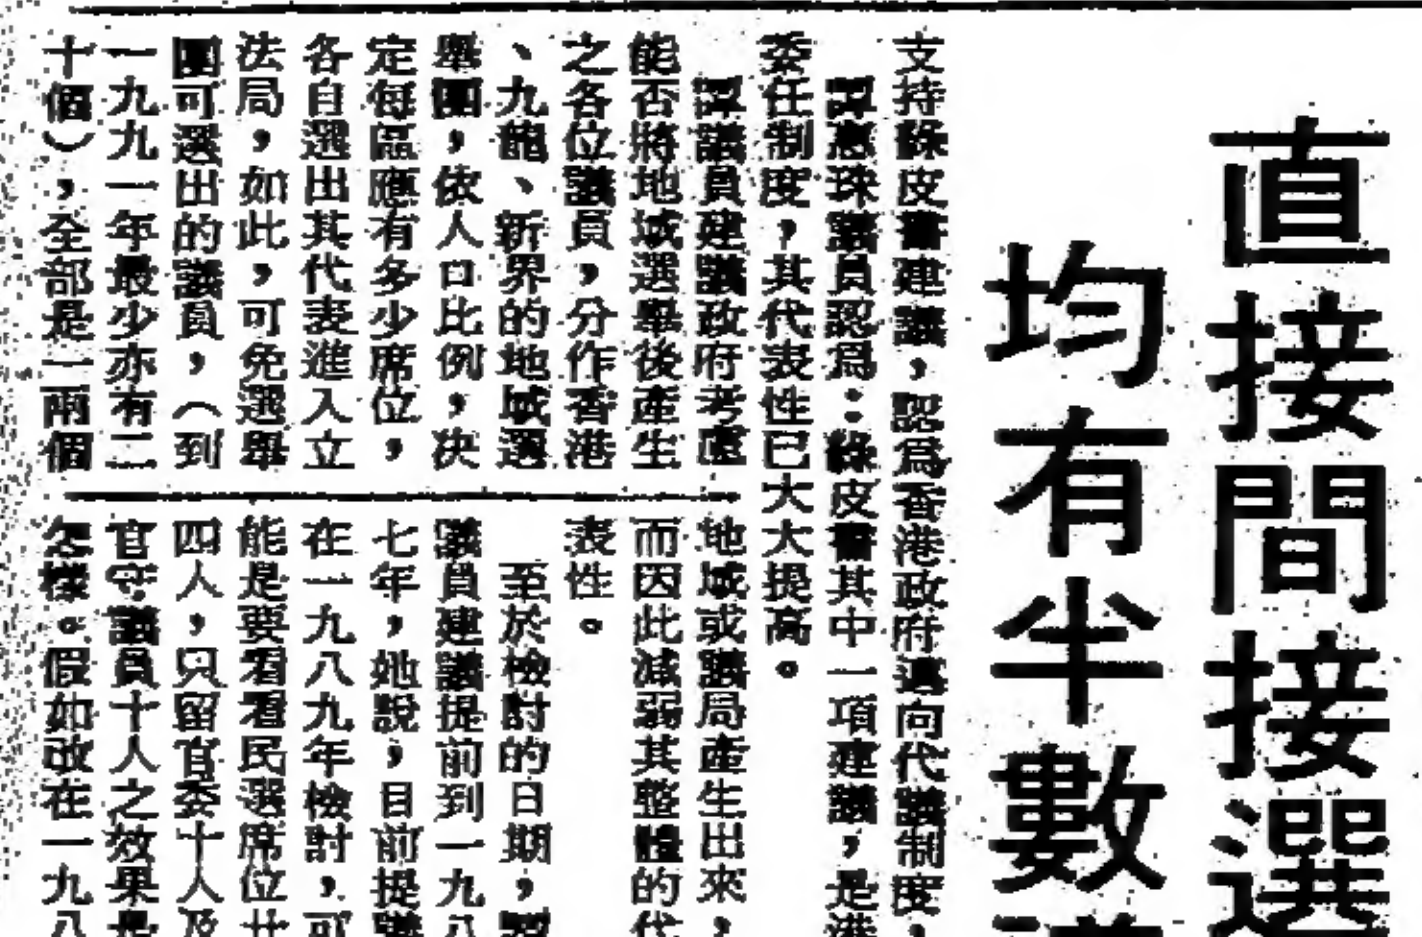 直接間接選
均有半數
支持綠皮書建議，認爲香港政府邁向代議制度，
譚惠珠議員認爲：綠皮書其中一項建議，是港
委任制度，其代表性已大大提高。
譚議員建議政府考慮
能否將地域選舉後產生
之各位議員，分作香港
、九龍、新界的地域選
舉團，依人口比例，決
定每區應有多少席位，
各自選出其代表進入立
法局，如此，可免選舉
團可選出的議員，（到
一九九一年最少亦有二
十個），全部是一兩個
地域或議局產生出來，
而因此減弱其整體的代
表性。
至於檢討的日期，譚
議員建議提前到一九八
七年，她說，目前提議
在一九八九年檢討，可
能是要看看民選席位廿
四人，只留官委十人及
官守議員十人之效果是
怎樣。假如改在一九八